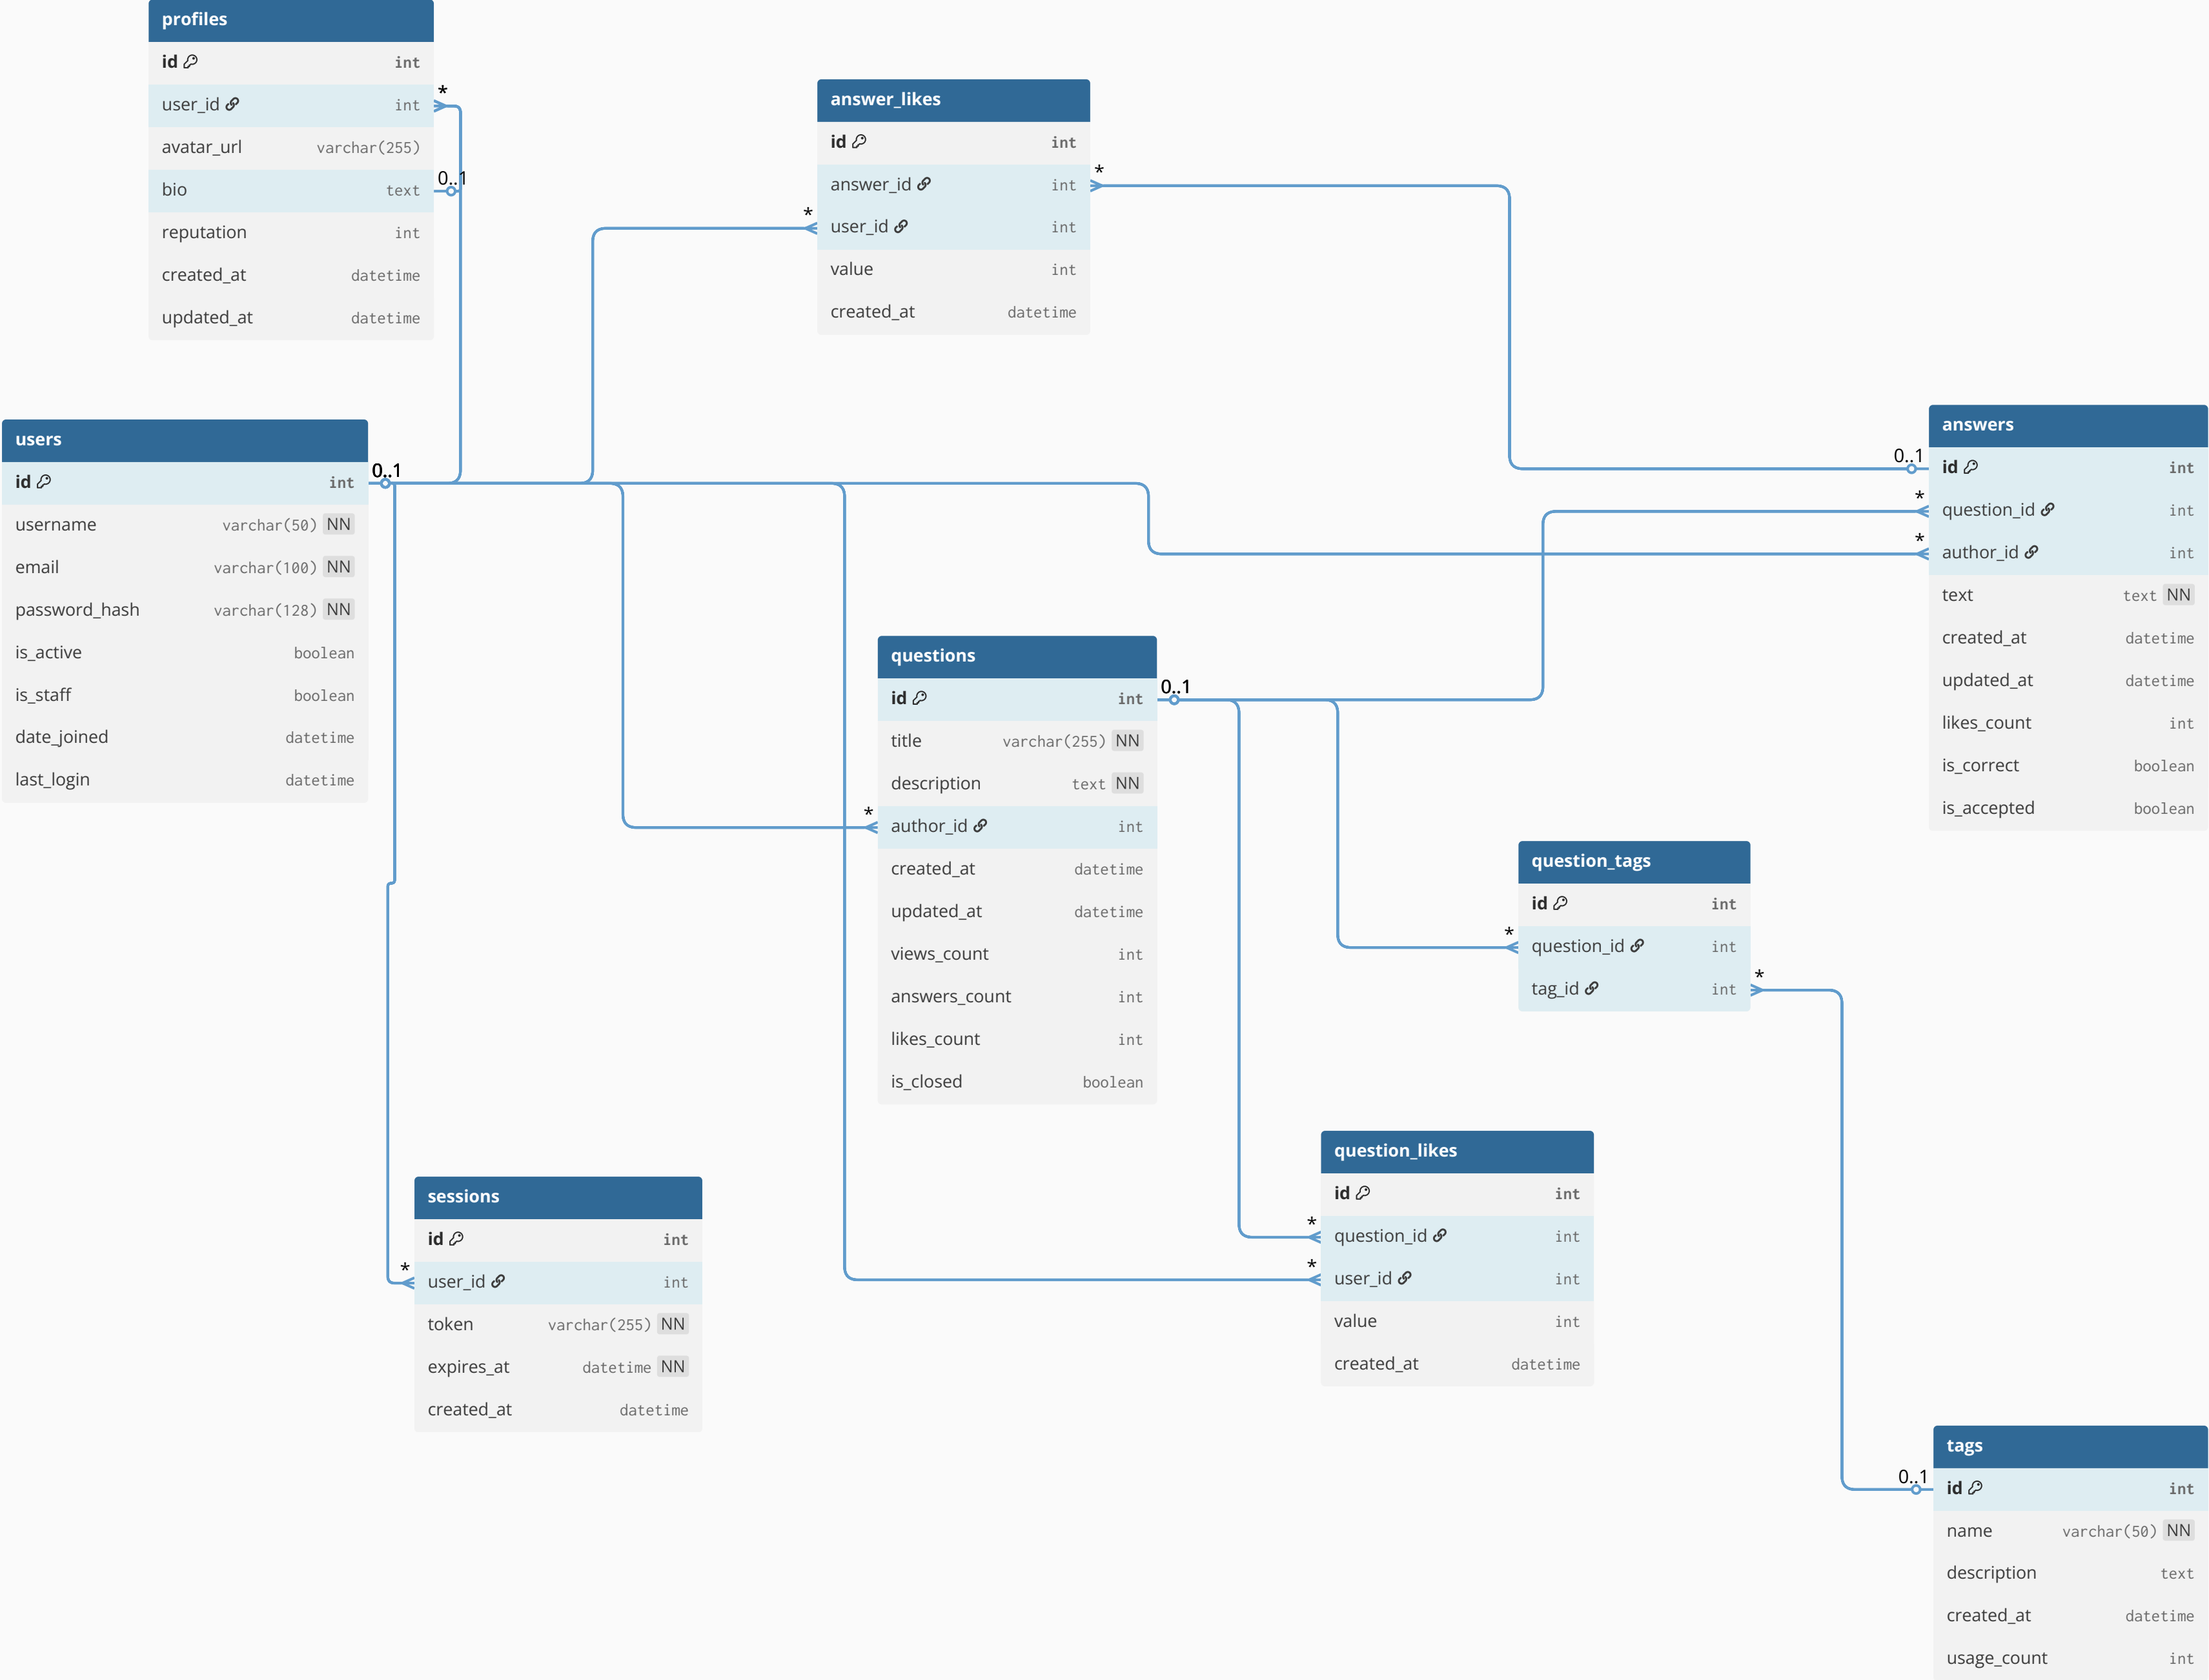 profiles
id int
*
user_id int
avatar_url varchar(255)
0..1
bio text
reputation int
created_at datetime
updated_at datetime
answer_likes
id int
*
answer_id int
*
user_id int
value int
created_at datetime
users
0..1
id int
username varchar(50) NN
email varchar(100) NN
password_hash varchar(128) NN
is_active boolean
is_staff boolean
date_joined datetime
last_login datetime
answers
0..1
id int
*
question_id int
*
author_id int
text text NN
created_at datetime
updated_at datetime
likes_count int
is_correct boolean
is_accepted boolean
questions
0..1
id int
title varchar(255) NN
description text NN
*
author_id int
created_at datetime
updated_at datetime
views_count int
answers_count int
likes_count int
is_closed boolean
question_tags
id int
*
question_id int
*
tag_id int
question_likes
id int
*
question_id int
*
user_id int
value int
created_at datetime
sessions
id int
*
user_id int
token varchar(255) NN
expires_at datetime NN
created_at datetime
tags
0..1
id int
name varchar(50) NN
description text
created_at datetime
usage_count int